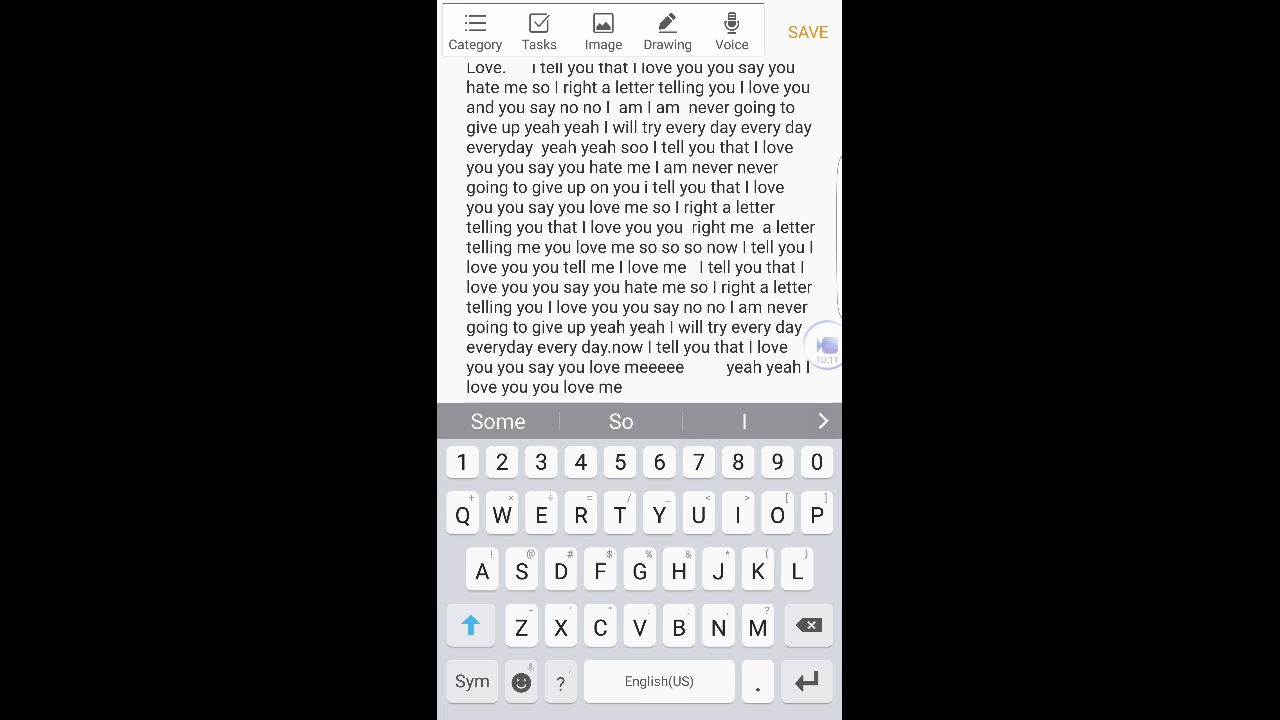 Category Tasks Image Drawing Voice SAVE
Love. I tell you that I love you you say you
hate me so I right a letter telling you I love you
and you say no no I am I am never going to
give up yeah yeah I will try every day every day
everyday yeah yeah soo I tell you that I love
you you say you hate me I am never never
going to give up on you i tell you that I love
you you say you love me so I right a letter
telling you that I love you you right me a letter
telling me you love me so so so now I tell you I
love you you tell me I love me I tell you that I
love you you say you hate me so I right a letter
telling you I love you you say no no I am never
going to give up yeah yeah I will try every day
everyday every day.now I tell you that I love
10:11
you you say you love meeeee yeah yeah I
love you you love me
Some So I
1 2 3 4 5 6 7 8 9 0
+ × ÷ = / _ < > [ ]
Q W E R T Y U I O P
! @ # $ % & * ( )
A S D F G H J K L
- ' " : ; , ?
Z X C V B N M
Sym ? English(US) .